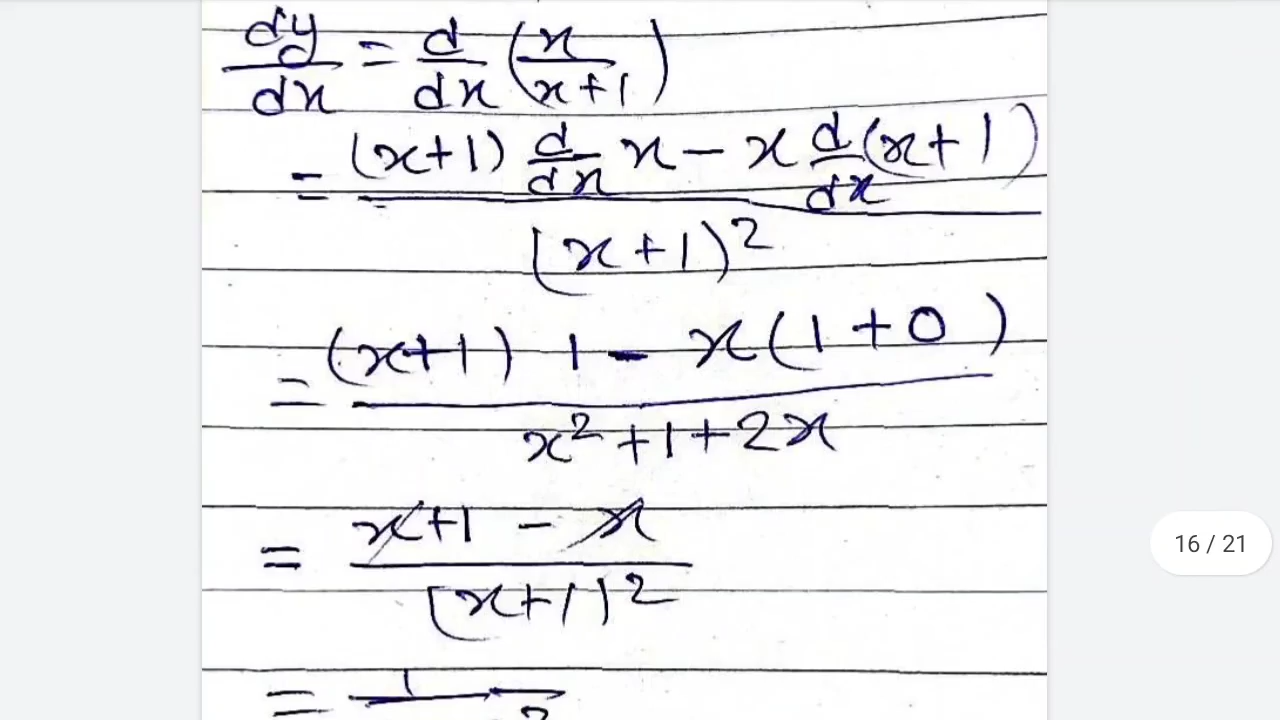 dy/dx = d/dx (x/(x+1))
= ((x+1) d/dx x - x d/dx (x+1))/(x+1)²
= ((x+1) 1 - x(1+0))/(x²+1+2x)
= (x+1 - x)/(x+1)²
= 1/
16 / 21